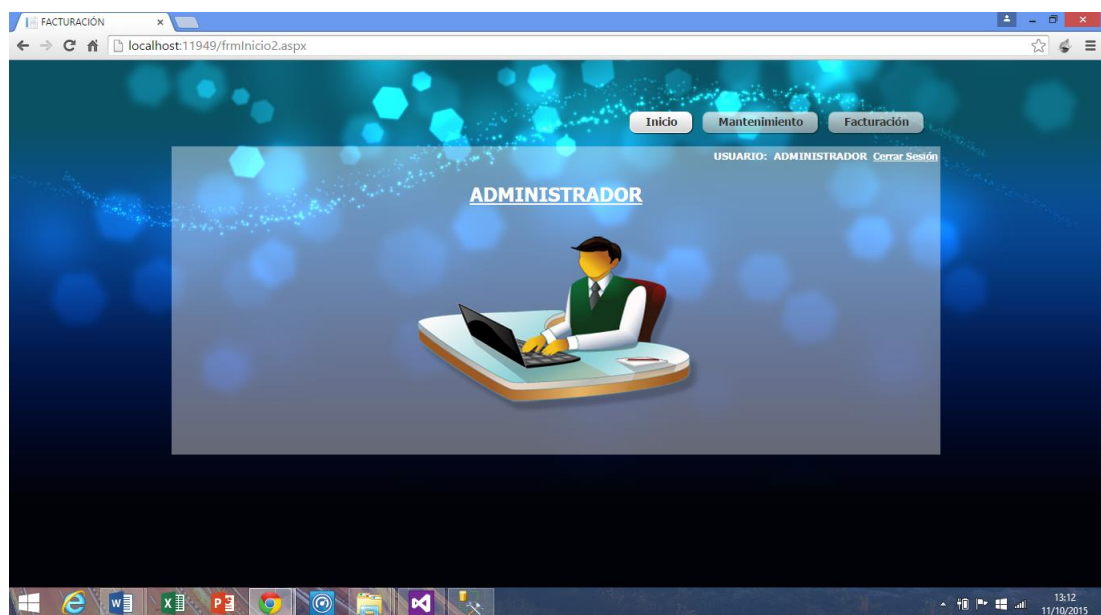 FACTURACIÓN
localhost:11949/frmInicio2.aspx
Inicio Mantenimiento Facturación
USUARIO: ADMINISTRADOR Cerrar Sesión
ADMINISTRADOR
13:12
11/10/2015